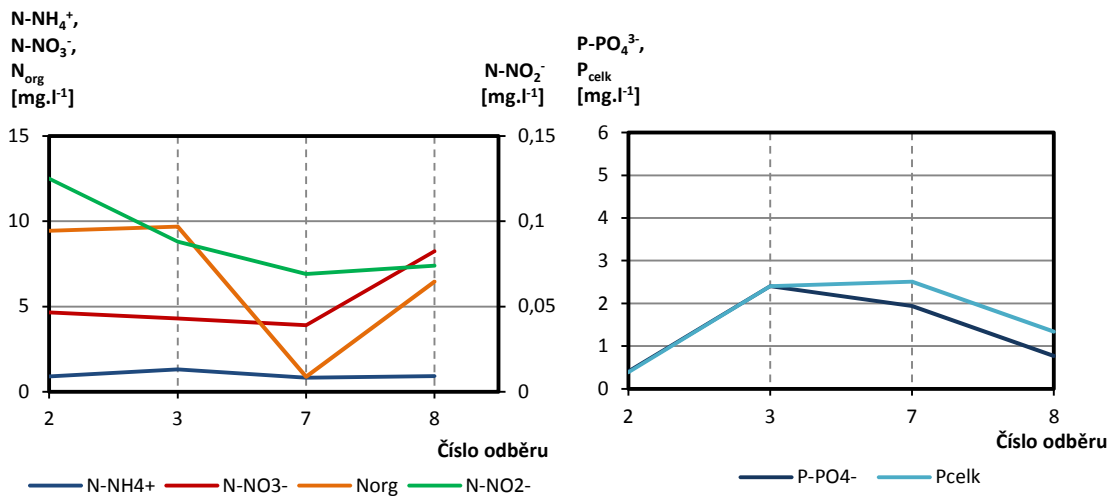 N-NH₄⁺,
N-NO₃⁻,
N_org
[mg.l⁻¹]
N-NO₂⁻
[mg.l⁻¹]
15
10
5
0
0,15
0,1
0,05
0
2 3 7 8
Číslo odběru
N-NH4+ N-NO3- Norg N-NO2-
P-PO₄³⁻,
P_celk
[mg.l⁻¹]
6
5
4
3
2
1
0
2 3 7 8
Číslo odběru
P-PO4- Pcelk